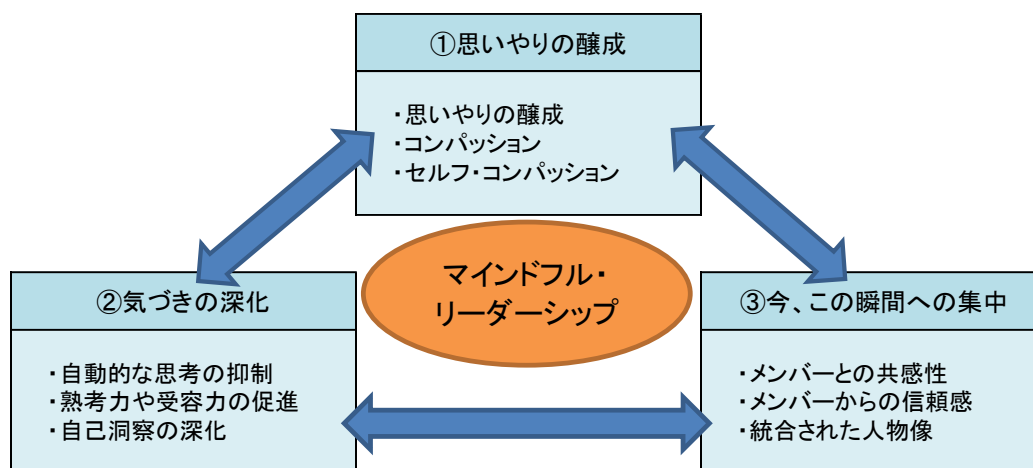 ①思いやりの醸成
・思いやりの醸成
・コンパッション
・セルフ・コンパッション
マインドフル・
リーダーシップ
②気づきの深化
・自動的な思考の抑制
・熟考力や受容力の促進
・自己洞察の深化
③今、この瞬間への集中
・メンバーとの共感性
・メンバーからの信頼感
・統合された人物像